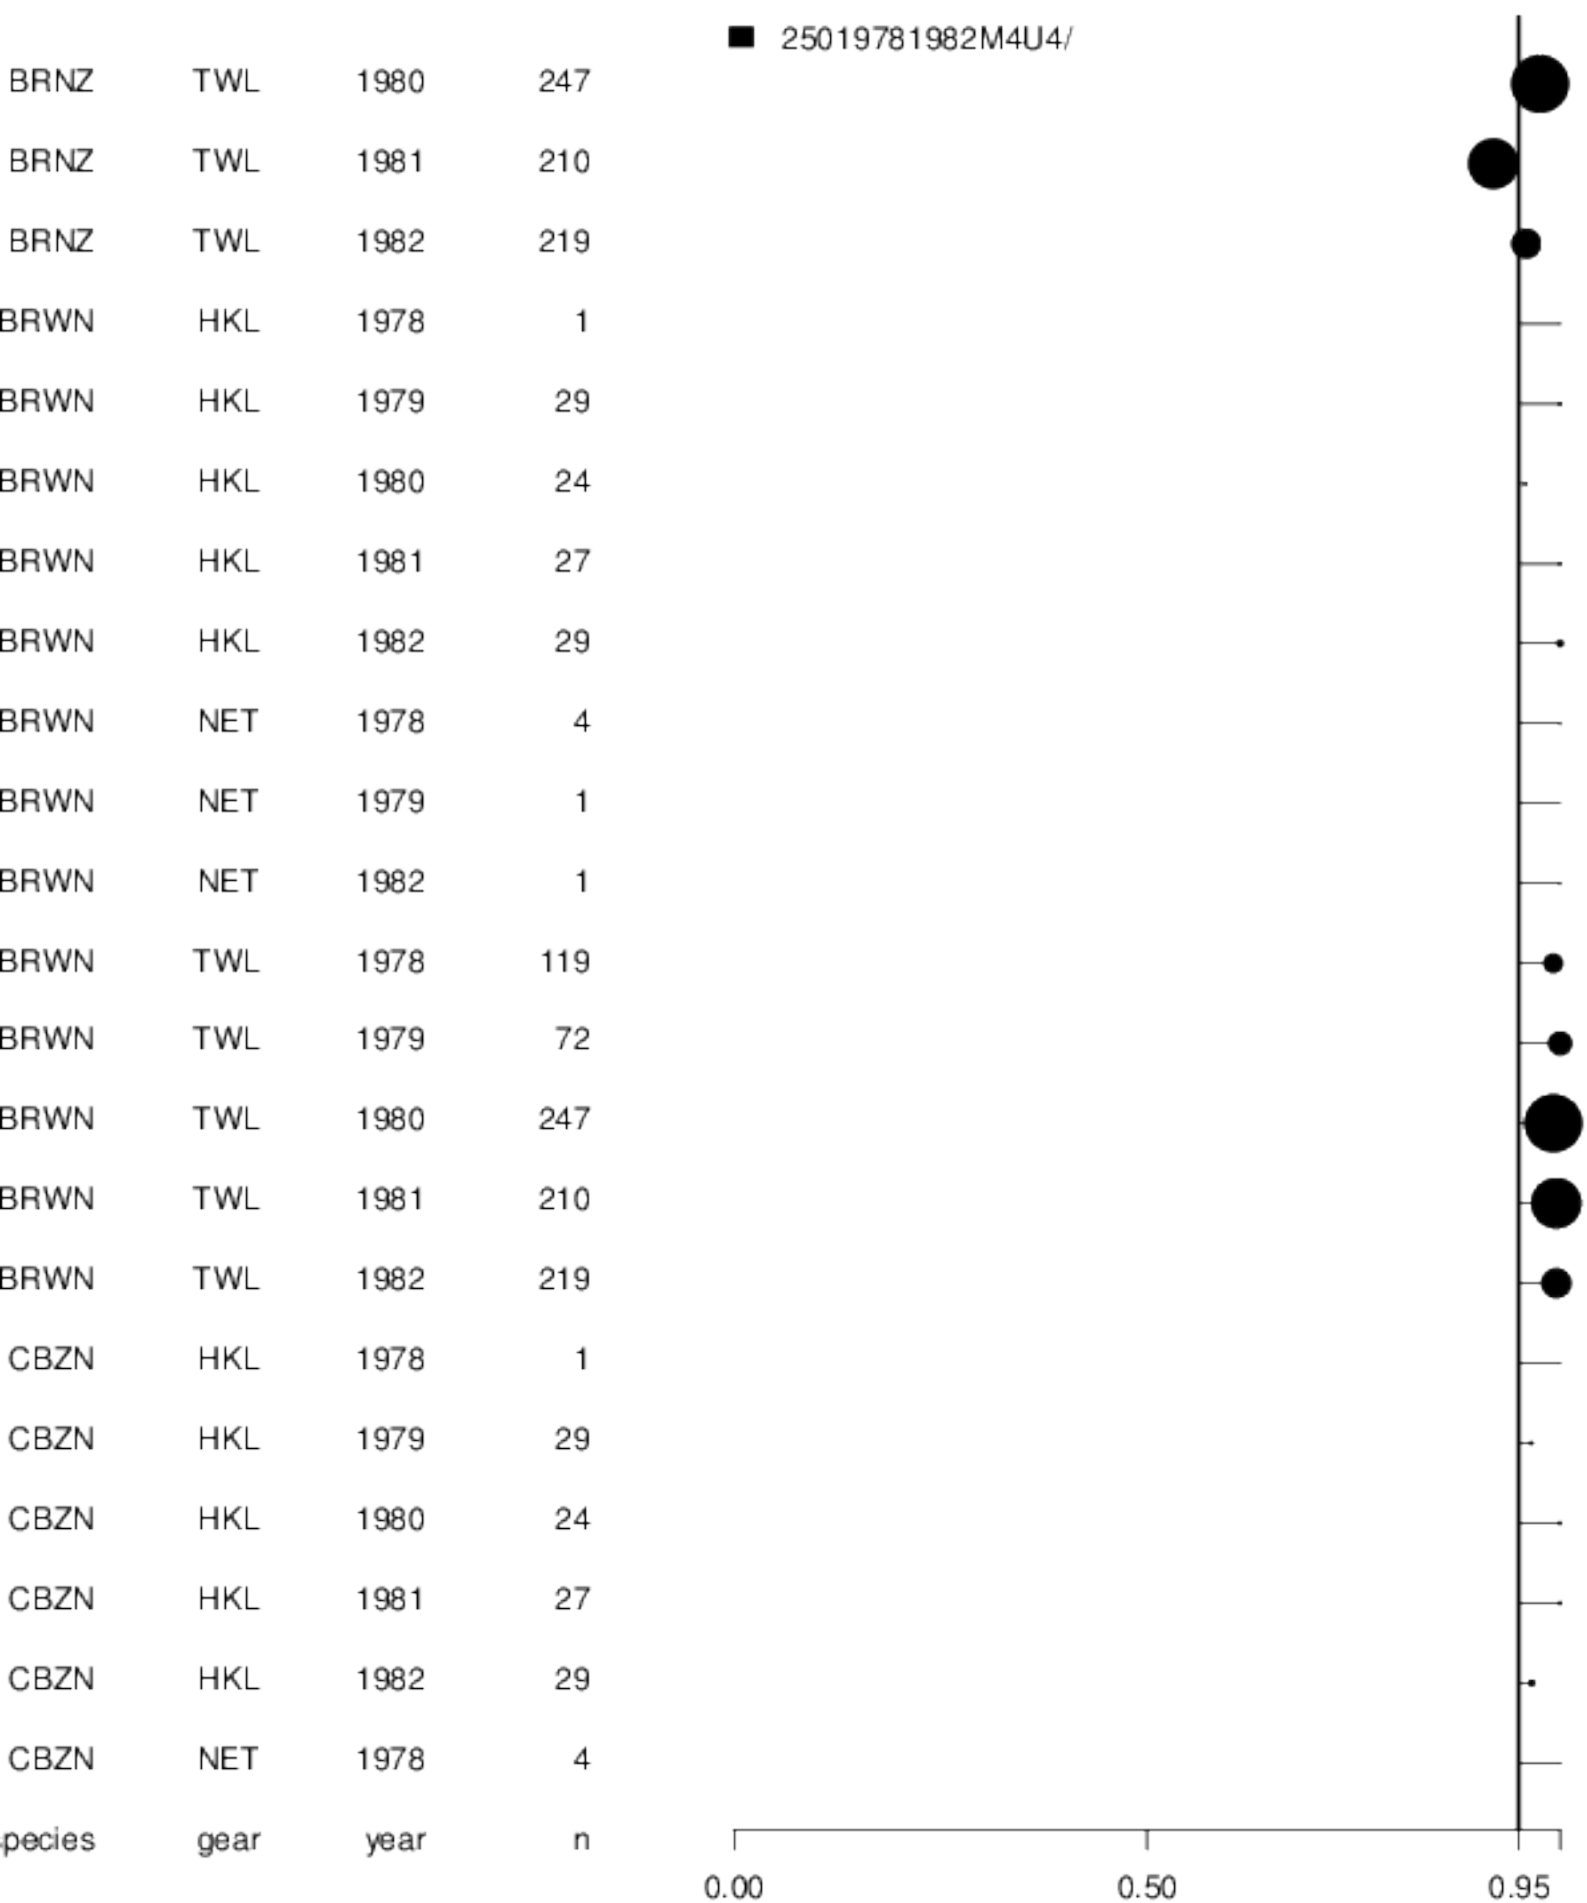 25019781982M4U4/
BRNZ TWL 1980 247
BRNZ TWL 1981 210
BRNZ TWL 1982 219
BRWN HKL 1978 1
BRWN HKL 1979 29
BRWN HKL 1980 24
BRWN HKL 1981 27
BRWN HKL 1982 29
BRWN NET 1978 4
BRWN NET 1979 1
BRWN NET 1982 1
BRWN TWL 1978 119
BRWN TWL 1979 72
BRWN TWL 1980 247
BRWN TWL 1981 210
BRWN TWL 1982 219
CBZN HKL 1978 1
CBZN HKL 1979 29
CBZN HKL 1980 24
CBZN HKL 1981 27
CBZN HKL 1982 29
CBZN NET 1978 4
pecies gear year n
0.00 0.50 0.95